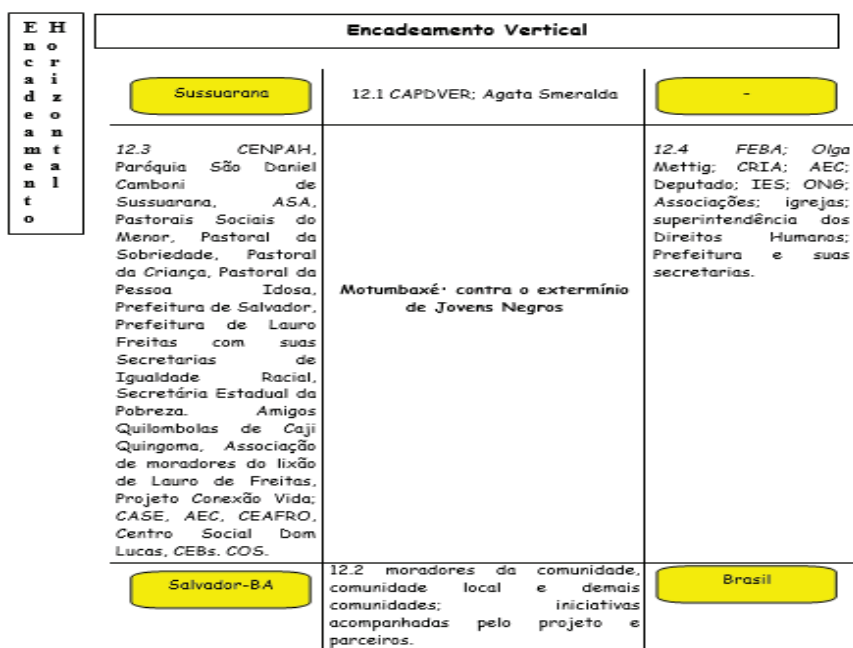 Encadeamento
Horizontal
Encadeamento Vertical
Sussuarana
12.1 CAPDVER; Agata Smeralda
-
12.3 CENPAH,
Paróquia São Daniel
Camboni de
Sussuarana, ASA,
Pastorais Sociais do
Menor, Pastoral da
Sobriedade, Pastoral
da Criança, Pastoral da
Pessoa Idosa,
Prefeitura de Salvador,
Prefeitura de Lauro
Freitas com suas
Secretarias de
Igualdade Racial,
Secretária Estadual da
Pobreza. Amigos
Quilombolas de Caji
Quingoma, Associação
de moradores do lixão
de Lauro de Freitas,
Projeto Conexão Vida;
CASE, AEC, CEAFRO,
Centro Social Dom
Lucas, CEBs. COS.
Motumbaxé· contra o extermínio
de Jovens Negros
12.4 FEBA; Olga
Mettig; CRIA; AEC;
Deputado; IES; ONG;
Associações; igrejas;
superintendência dos
Direitos Humanos;
Prefeitura e suas
secretarias.
Salvador-BA
12.2 moradores da comunidade,
comunidade local e demais
comunidades; iniciativas
acompanhadas pelo projeto e
parceiros.
Brasil